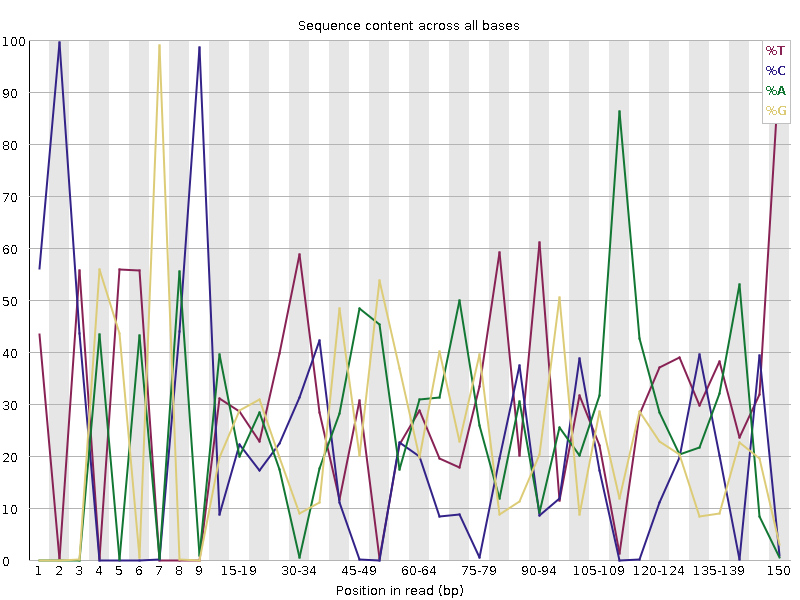 Sequence content across all bases
100
90
80
70
60
50
40
30
20
10
0
%T
%C
%A
%G
1 2 3 4 5 6 7 8 9 15-19 30-34 45-49 60-64 75-79 90-94 105-109 120-124 135-139 150
Position in read (bp)